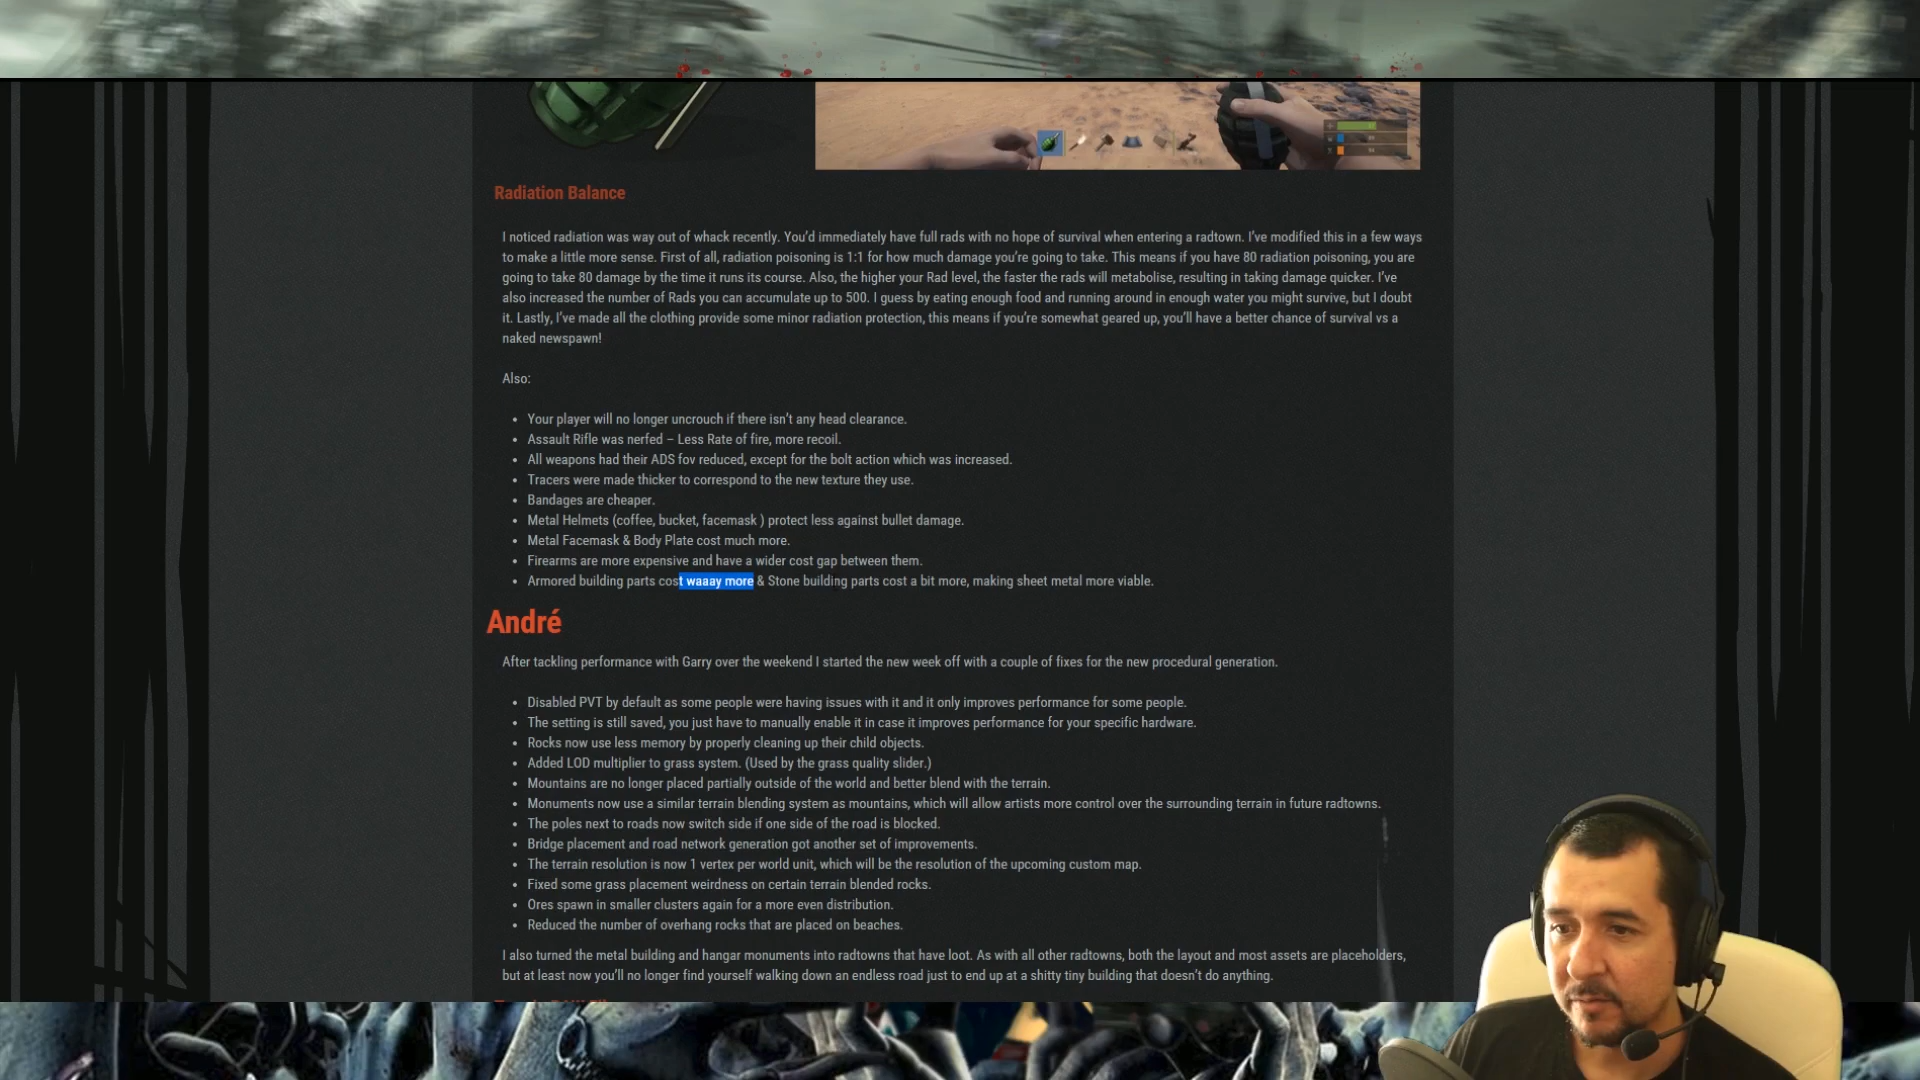 Radiation Balance
I noticed radiation was way out of whack recently. You'd immediately have full rads with no hope of survival when entering a radtown. I've modified this in a few ways
to make a little more sense. First of all, radiation poisoning is 1:1 for how much damage you're going to take. This means if you have 80 radiation poisoning, you are
going to take 80 damage by the time it runs its course. Also, the higher your Rad level, the faster the rads will metabolise, resulting in taking damage quicker. I've
also increased the number of Rads you can accumulate up to 500. I guess by eating enough food and running around in enough water you might survive, but I doubt
it. Lastly, I've made all the clothing provide some minor radiation protection, this means if you're somewhat geared up, you'll have a better chance of survival vs a
naked newspawn!
Also:
• Your player will no longer uncrouch if there isn't any head clearance.
• Assault Rifle was nerfed – Less Rate of fire, more recoil.
• All weapons had their ADS fov reduced, except for the bolt action which was increased.
• Tracers were made thicker to correspond to the new texture they use.
• Bandages are cheaper.
• Metal Helmets (coffee, bucket, facemask ) protect less against bullet damage.
• Metal Facemask & Body Plate cost much more.
• Firearms are more expensive and have a wider cost gap between them.
• Armored building parts cost waaay more & Stone building parts cost a bit more, making sheet metal more viable.
André
After tackling performance with Garry over the weekend I started the new week off with a couple of fixes for the new procedural generation.
• Disabled PVT by default as some people were having issues with it and it only improves performance for some people.
• The setting is still saved, you just have to manually enable it in case it improves performance for your specific hardware.
• Rocks now use less memory by properly cleaning up their child objects.
• Added LOD multiplier to grass system. (Used by the grass quality slider.)
• Mountains are no longer placed partially outside of the world and better blend with the terrain.
• Monuments now use a similar terrain blending system as mountains, which will allow artists more control over the surrounding terrain in future radtowns.
• The poles next to roads now switch side if one side of the road is blocked.
• Bridge placement and road network generation got another set of improvements.
• The terrain resolution is now 1 vertex per world unit, which will be the resolution of the upcoming custom map.
• Fixed some grass placement weirdness on certain terrain blended rocks.
• Ores spawn in smaller clusters again for a more even distribution.
• Reduced the number of overhang rocks that are placed on beaches.
I also turned the metal building and hangar monuments into radtowns that have loot. As with all other radtowns, both the layout and most assets are placeholders,
but at least now you'll no longer find yourself walking down an endless road just to end up at a shitty tiny building that doesn't do anything.